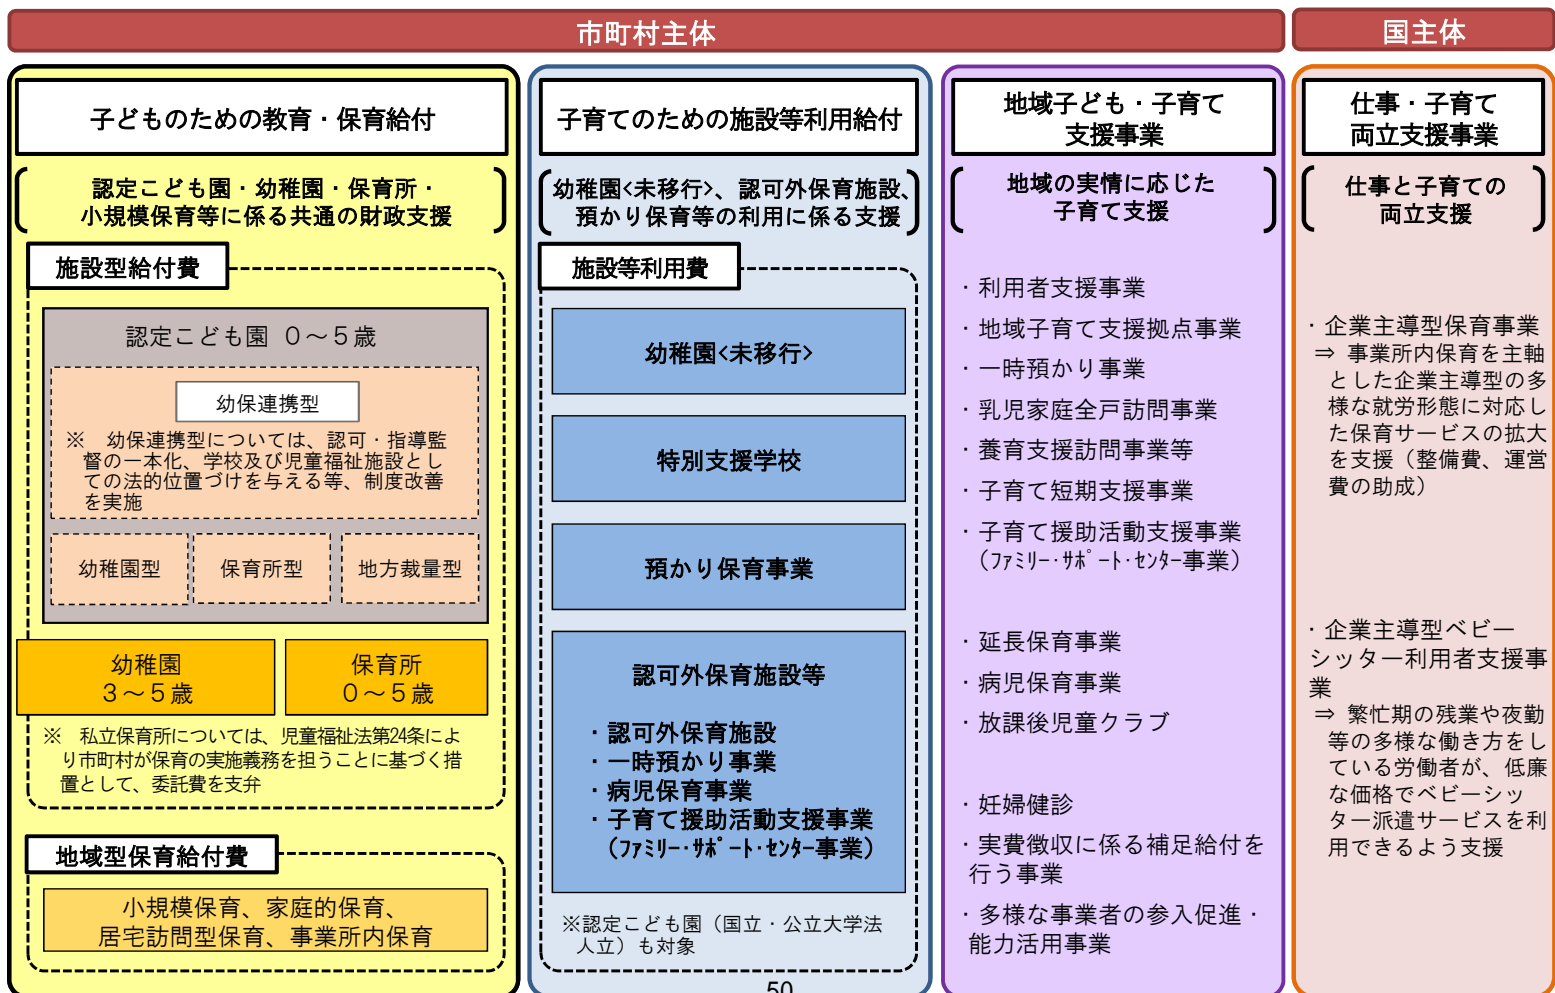 市町村主体
国主体
子どものための教育・保育給付
認定こども園・幼稚園・保育所・
小規模保育等に係る共通の財政支援
施設型給付費
認定こども園 0～5歳
幼保連携型
※　幼保連携型については、認可・指導監
督の一本化、学校及び児童福祉施設とし
ての法的位置づけを与える等、制度改善
を実施
幼稚園型
保育所型
地方裁量型
幼稚園
3～5歳
保育所
0～5歳
※　私立保育所については、児童福祉法第24条によ
り市町村が保育の実施義務を担うことに基づく措
置として、委託費を支弁
地域型保育給付費
小規模保育、家庭的保育、
居宅訪問型保育、事業所内保育
子育てのための施設等利用給付
幼稚園<未移行>、認可外保育施設、
預かり保育等の利用に係る支援
施設等利用費
幼稚園<未移行>
特別支援学校
預かり保育事業
認可外保育施設等
・認可外保育施設
・一時預かり事業
・病児保育事業
・子育て援助活動支援事業
（ﾌｧﾐﾘｰ・ｻﾎﾟｰﾄ・ｾﾝﾀｰ事業）
※認定こども園（国立・公立大学法
人立）も対象
地域子ども・子育て
支援事業
地域の実情に応じた
子育て支援
・利用者支援事業
・地域子育て支援拠点事業
・一時預かり事業
・乳児家庭全戸訪問事業
・養育支援訪問事業等
・子育て短期支援事業
・子育て援助活動支援事業
（ﾌｧﾐﾘｰ・ｻﾎﾟｰﾄ・ｾﾝﾀｰ事業）
・延長保育事業
・病児保育事業
・放課後児童クラブ
・妊婦健診
・実費徴収に係る補足給付を
行う事業
・多様な事業者の参入促進・
能力活用事業
仕事・子育て
両立支援事業
仕事と子育ての
両立支援
・企業主導型保育事業
⇒ 事業所内保育を主軸
とした企業主導型の多
様な就労形態に対応し
た保育サービスの拡大
を支援（整備費、運営
費の助成）
・企業主導型ベビー
シッター利用者支援事
業
⇒ 繁忙期の残業や夜勤
等の多様な働き方をし
ている労働者が、低廉
な価格でベビーシッ
ター派遣サービスを利
用できるよう支援
50